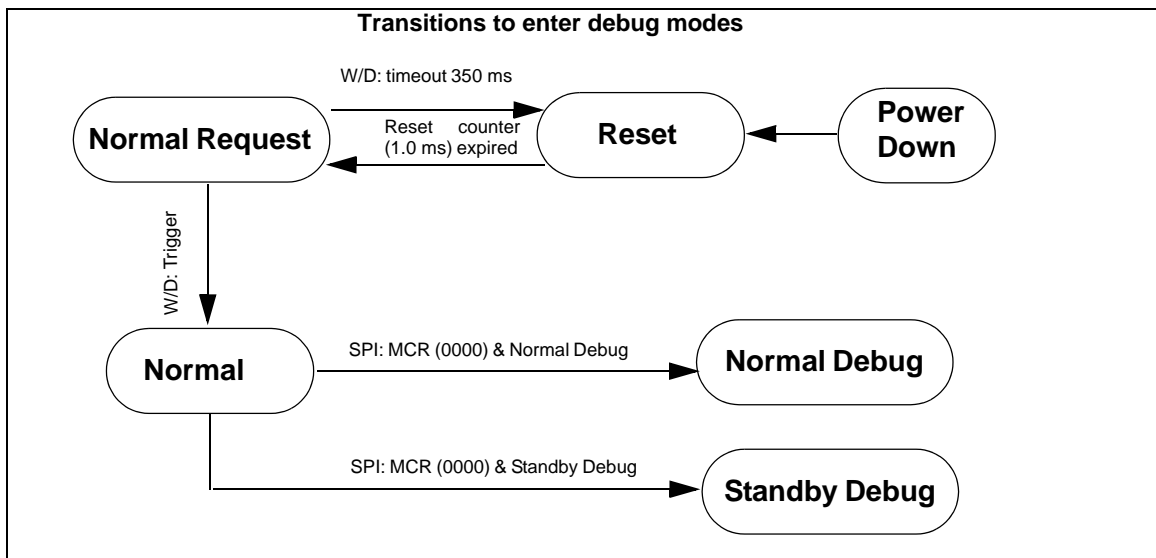 Transitions to enter debug modes
W/D: timeout 350 ms
Normal Request
Reset counter
(1.0 ms) expired
Reset
Power
Down
W/D: Trigger
Normal
SPI: MCR (0000) & Normal Debug
Normal Debug
SPI: MCR (0000) & Standby Debug
Standby Debug